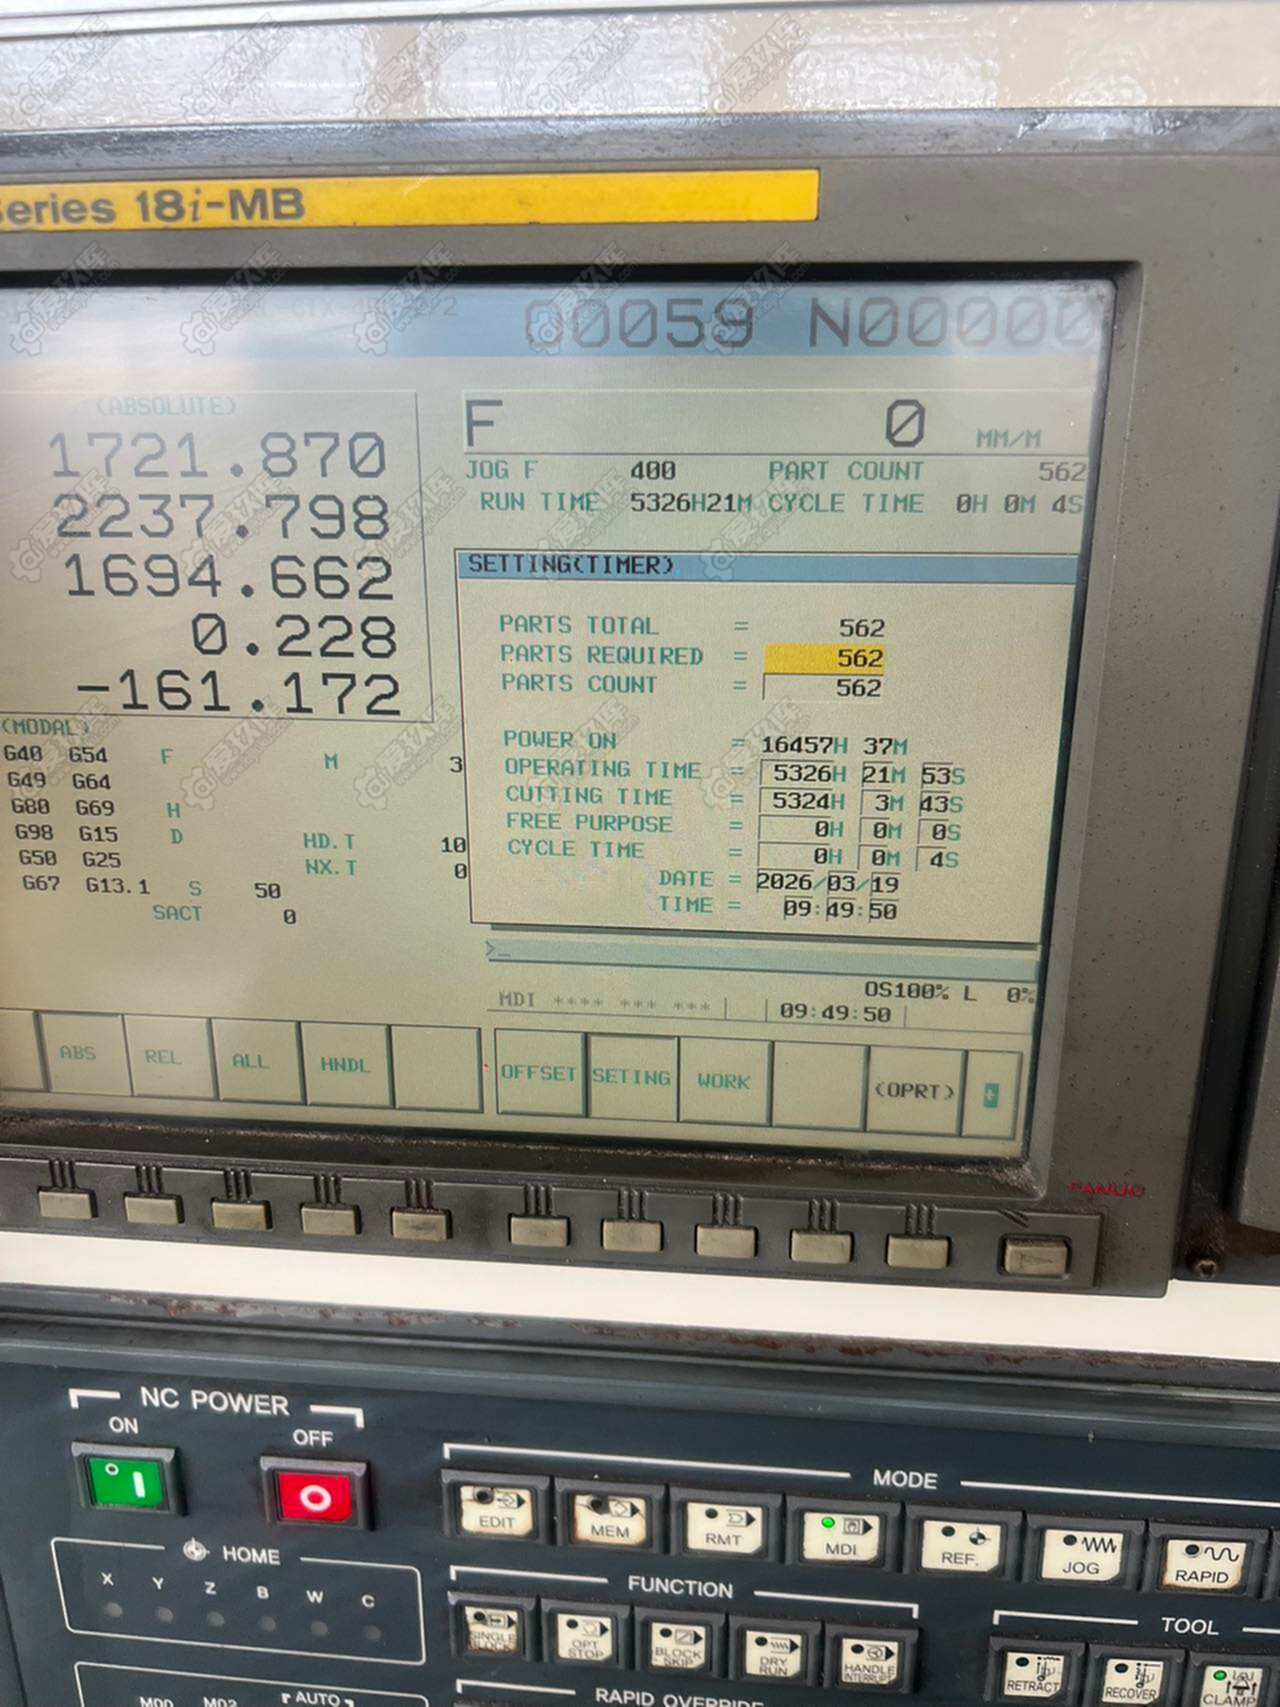 Series 18i-MB
O0059 N00000
(ABSOLUTE)
1721.870
2237.798
1694.662
0.228
-161.172
F 0 MM/M
JOG F 400 PART COUNT 562
RUN TIME 5326H21M CYCLE TIME 0H 0M 4S
SETTING(TIMER)
PARTS TOTAL = 562
PARTS REQUIRED = 562
PARTS COUNT = 562
POWER ON = 16457H 37M
OPERATING TIME = 5326H 21M 53S
CUTTING TIME = 5324H 3M 43S
FREE PURPOSE = 0H 0M 0S
CYCLE TIME = 0H 0M 4S
DATE = 2026/03/19
TIME = 09:49:50
(MODAL)
G40 G54 F M 3
G49 G64
G80 G69 H
G98 G15 D HD.T 10
G50 G25 NX.T 0
G67 G13.1 S 50
SACT 0
>_
OS100% L 0%
MDI **** *** *** 09:49:50
ABS REL ALL HNDL OFFSET SETING WORK (OPRT)
FANUC
NC POWER
ON OFF
MODE
EDIT MEM RMT MDI REF. JOG RAPID
HOME
X Y Z B W C
FUNCTION
SINGLE BLOCK
OPT STOP
BLOCK SKIP
DRY RUN
HANDLE INTERRUPT
TOOL
RETRACT RECOVER CLAMP
M00 M02 AUTO
RAPID OVERRIDE